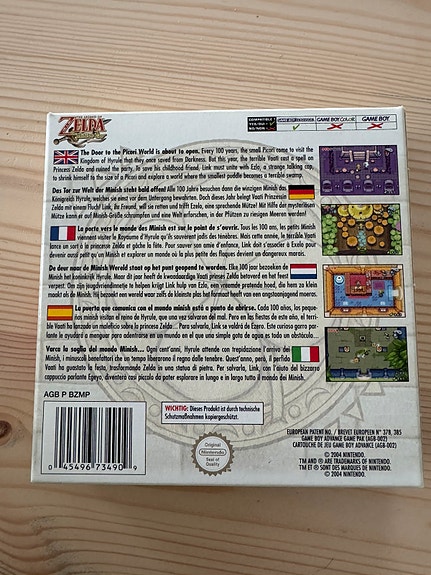 THE LEGEND OF
ZELDA
COMPATIBLE?
YES/OUI • ✓
NO/NON • ✗
GAME BOY ADVANCE
GAME BOY COLOR
GAME BOY
The Door to the Picori World is about to open. Every 100 years, the small Picori come to visit the
Kingdom of Hyrule that they once saved from Darkness. But this year, the terrible Vaati cast a spell on
Princess Zelda and ruined the party. To save his childhood friend, Link must unite with Ezlo, a strange talking cap,
to shrink himself to the size of a Picori and explore a world where the smallest puddle becomes a terrible swamp.
Das Tor zur Welt der Minish steht bald offen! Alle 100 Jahre besuchen dann die winzigen Minish das
Königreich Hyrule, welches sie einst vor dem Untergang bewahrten. Doch dieses Jahr belegt Vaati Prinzessin
Zelda mit einem Fluch! Link, ihr Freund, will sie retten und trifft Ezelo, eine sprechende Mütze! Mit Hilfe der mysteriösen
Mütze kann er auf Minish-Größe schrumpfen und eine Welt erforschen, in der Pfützen zu riesigen Meeren werden!
La porte vers le monde des Minish est sur le point de s'ouvrir. Tous les 100 ans, les petits Minish
viennent visiter le Royaume d'Hyrule qu'ils sauvèrent jadis des ténèbres. Mais cette année, le terrible Vaati
lance un sort à la princesse Zelda et gâche la fête. Pour sauver son amie d'enfance, Link doit s'associer à Exelo pour
devenir aussi petit qu'un Minish et explorer un monde où la plus petite des flaques devient un dangereux marais.
De deur naar de Minish Wereld staat op het punt geopend te worden. Elke 100 jaar bezoeken de
Minish het koninkrijk Hyrule. Maar dit jaar heeft de kwaadaardige Vaati prinses Zelda betoverd en het feest
verpest. Om zijn jeugdvriendinnetje te redden krijgt Link hulp van Ezlo, een vreemde pratende hoed, die hem zo klein
maakt als de Minish. Hij bezoekt een wereld waar zelfs de kleinste plas verandert heeft van een angstaanjagend moeras.
La puerta que comunica con el mundo minish está a punto de abrirse. Cada 100 años, los peque-
ños minish visitan el reino de Hyrule, que una vez salvaron del mal. Pero en las fiestas de este año, el terri-
ble Vaati ha lanzado un maleficio sobre la princesa Zelda... Para salvarla, Link se valdrá de Ezero. Este curioso gorro par-
lante le ayudará a menguar para adentrarse en el mundo en el que una simple gota de agua es todo un obstáculo.
Varca la soglia del mondo Minish... Ogni cent'anni, Hyrule attende con trepidazione l'arrivo dei
Minish, i minuscoli benefattori che un tempo liberarono il regno dalle tenebre. Quest'anno, però, il perfido
Vaati ha guastato la festa, trasformando Zelda in una statua di pietra. Per salvarla, Link, con l'aiuto del bizzarro
cappuccio parlante Egeyo, diventerà così piccolo da poter esplorare in lungo e in largo tutto il mondo dei Minish.
AGB P BZMP
WICHTIG: Dieses Produkt ist durch technische
Schutzmaßnahmen kopiergeschützt.
0 45496 73490 9
Original
Nintendo
Seal of
Quality
EUROPEAN PATENT NO. / BREVET EUROPEEN N° 378, 385
GAME BOY ADVANCE GAME PAK (AGB-002)
CARTOUCHE DE JEU GAME BOY ADVANCE (AGB-002)
© 2004 NINTENDO.
TM AND ® ARE TRADEMARKS OF NINTENDO.
TM ET ® SONT DES MARQUES DE NINTENDO.
© 2004 NINTENDO.